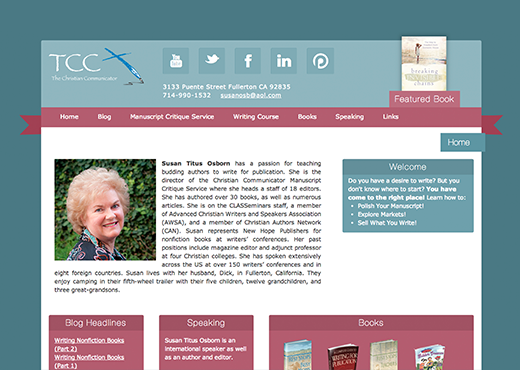 TCC
The Christian Communicator
3133 Puente Street Fullerton CA 92835
714-990-1532 susanosb@aol.com
speaking
Featured Book
Home Blog Manuscript Critique Service Writing Course Books Speaking Links
Home
Susan Titus Osborn has a passion for teaching
budding authors to write for publication. She is the
director of the Christian Communicator Manuscript
Critique Service where she heads a staff of 18 editors.
She has authored over 30 books, as well as numerous
articles. She is on the CLASSeminars staff, a member
of Advanced Christian Writers and Speakers Association
(AWSA), and a member of Christian Authors Network
(CAN). Susan represents New Hope Publishers for
nonfiction books at writers' conferences. Her past
positions include magazine editor and adjunct professor
at four Christian colleges. She has spoken extensively
across the US at over 150 writers' conferences and in
eight foreign countries. Susan lives with her husband, Dick, in Fullerton, California. They
enjoy camping in their fifth-wheel trailer with their five children, twelve grandchildren, and
three great-grandsons.
Welcome
Do you have a desire to write? But you
don't know where to start? You have
come to the right place! Learn how to:
Polish Your Manuscript!
Explore Markets!
Sell What You Write!
Blog Headlines
Writing Nonfiction Books
(Part 2)
Writing Nonfiction Books
(Part 1)
Speaking
Susan Titus Osborn is an
international speaker as well
as an author and editor.
Books